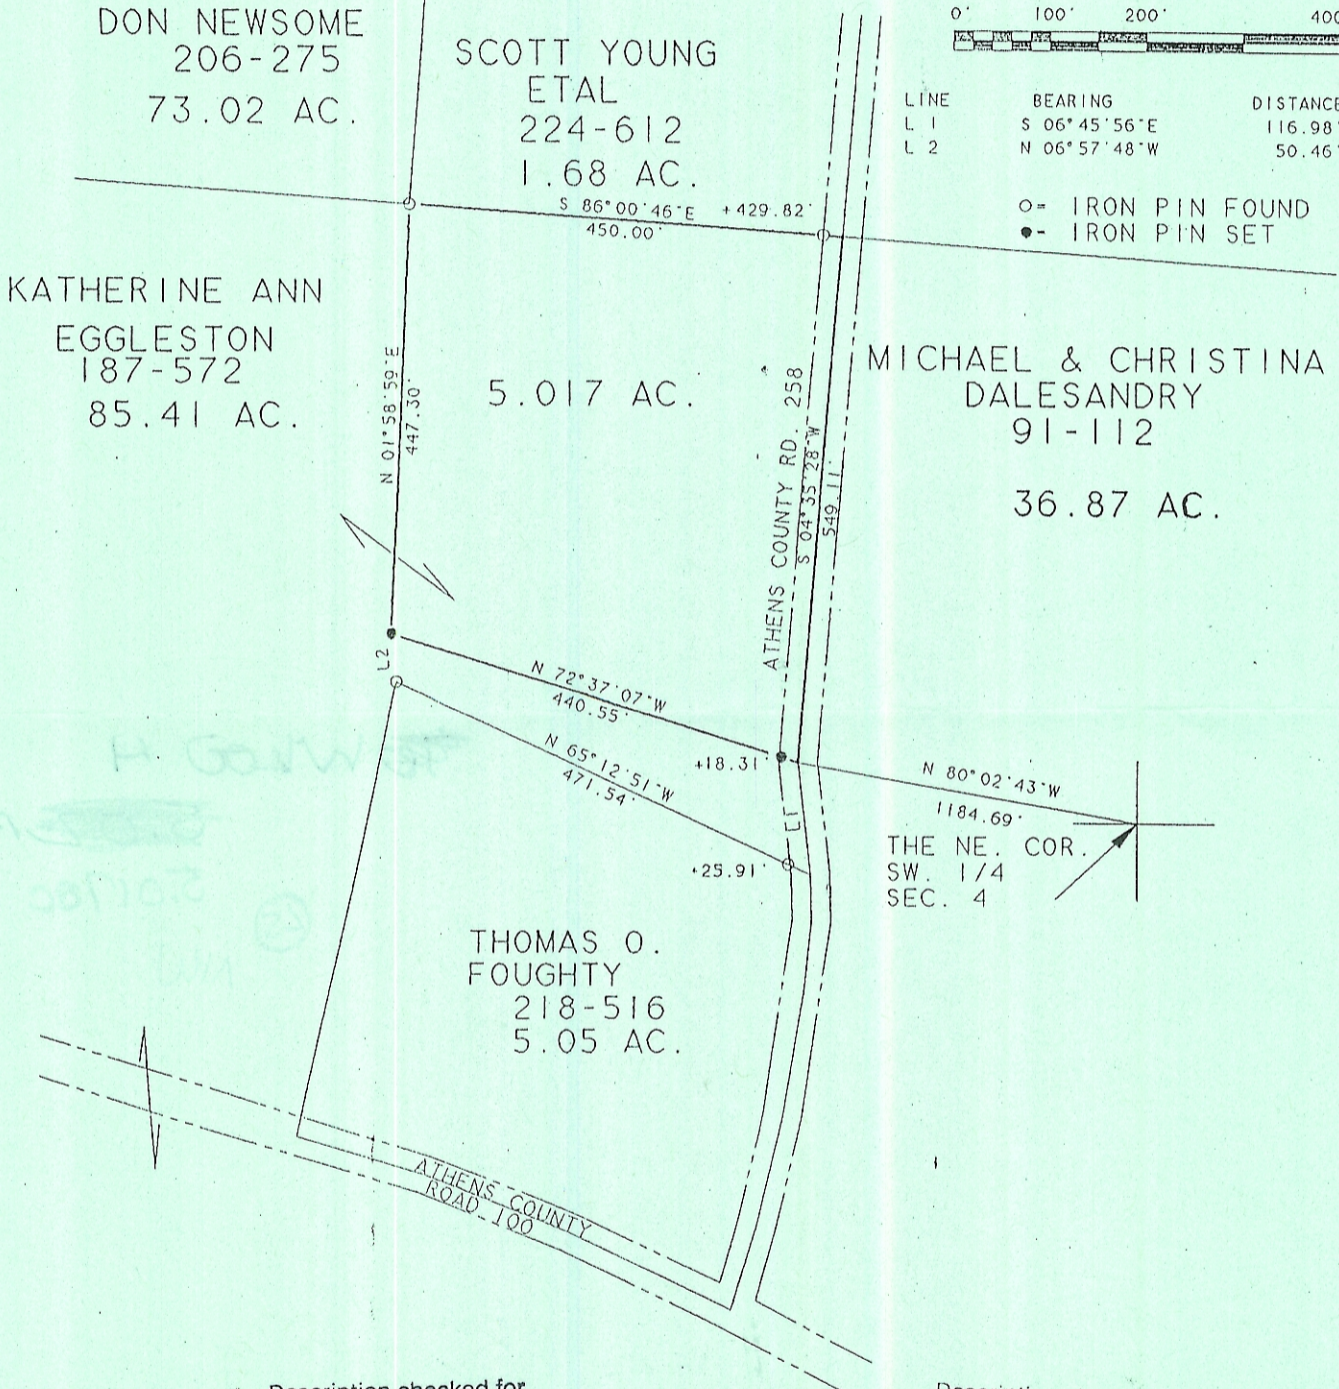 DON NEWSOME
206-275
73.02 AC.
SCOTT YOUNG
ETAL
224-612
1.68 AC.
0' 100' 200' 400
LINE BEARING DISTANCE
L 1 S 06°45'56"E 116.98'
L 2 N 06°57'48"W 50.46'
O= IRON PIN FOUND
●- IRON PIN SET
S 86°00'46"E +429.82'
450.00'
KATHERINE ANN
EGGLESTON
187-572
85.41 AC.
N 01°58'59"E
447.30'
5.017 AC.
ATHENS COUNTY RD. 258
S 04°35'28"W
549.11'
MICHAEL & CHRISTINA
DALESANDRY
91-112
36.87 AC.
L2
N 72°37'07"W
440.55'
N 65°12'51"W
471.54'
+18.31'
L1
+25.91'
N 80°02'43"W
1184.69'
THE NE. COR.
SW. 1/4
SEC. 4
THOMAS O.
FOUGHTY
218-516
5.05 AC.
ATHENS COUNTY
ROAD 100
Description checked for